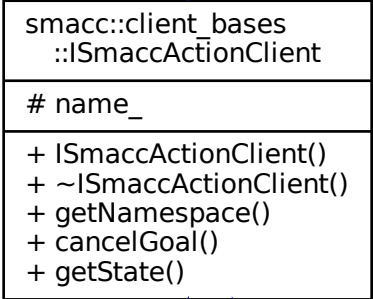 smacc::client_bases
::ISmaccActionClient
# name_
+ ISmaccActionClient()
+ ~ISmaccActionClient()
+ getNamespace()
+ cancelGoal()
+ getState()